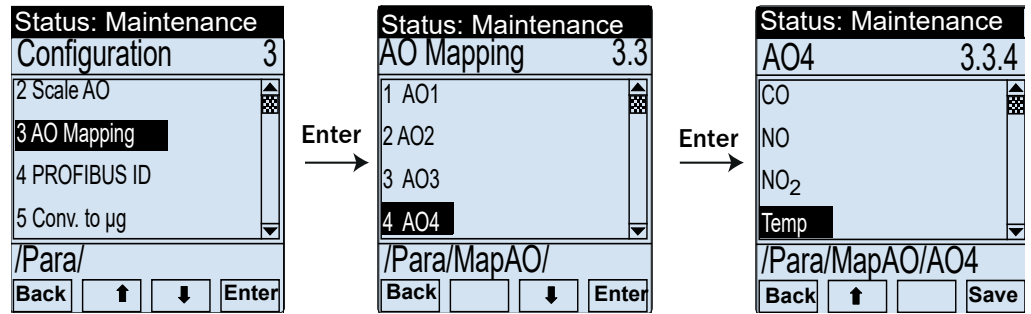 Status: Maintenance
Configuration 3
2 Scale AO
3 AO Mapping
4 PROFIBUS ID
5 Conv. to µg
/Para/
Back ⬆ ⬇ Enter
Enter
Status: Maintenance
AO Mapping 3.3
1 AO1
2 AO2
3 AO3
4 AO4
/Para/MapAO/
Back ⬇ Enter
Enter
Status: Maintenance
AO4 3.3.4
CO
NO
NO₂
Temp
/Para/MapAO/AO4
Back ⬆ Save